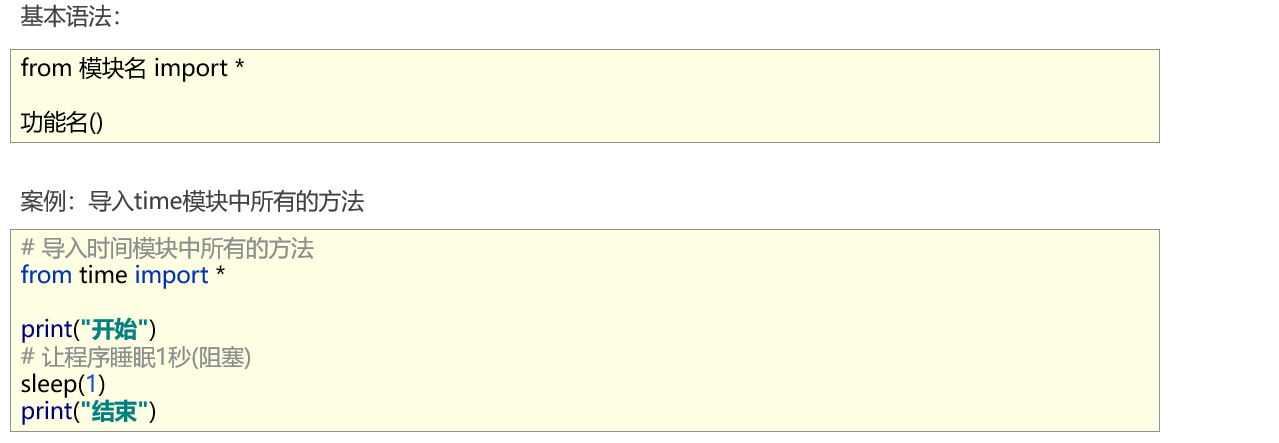 基本语法：
from 模块名 import *
功能名()
案例：导入time模块中所有的方法
# 导入时间模块中所有的方法
from time import *
print("开始")
# 让程序睡眠1秒(阻塞)
sleep(1)
print("结束")